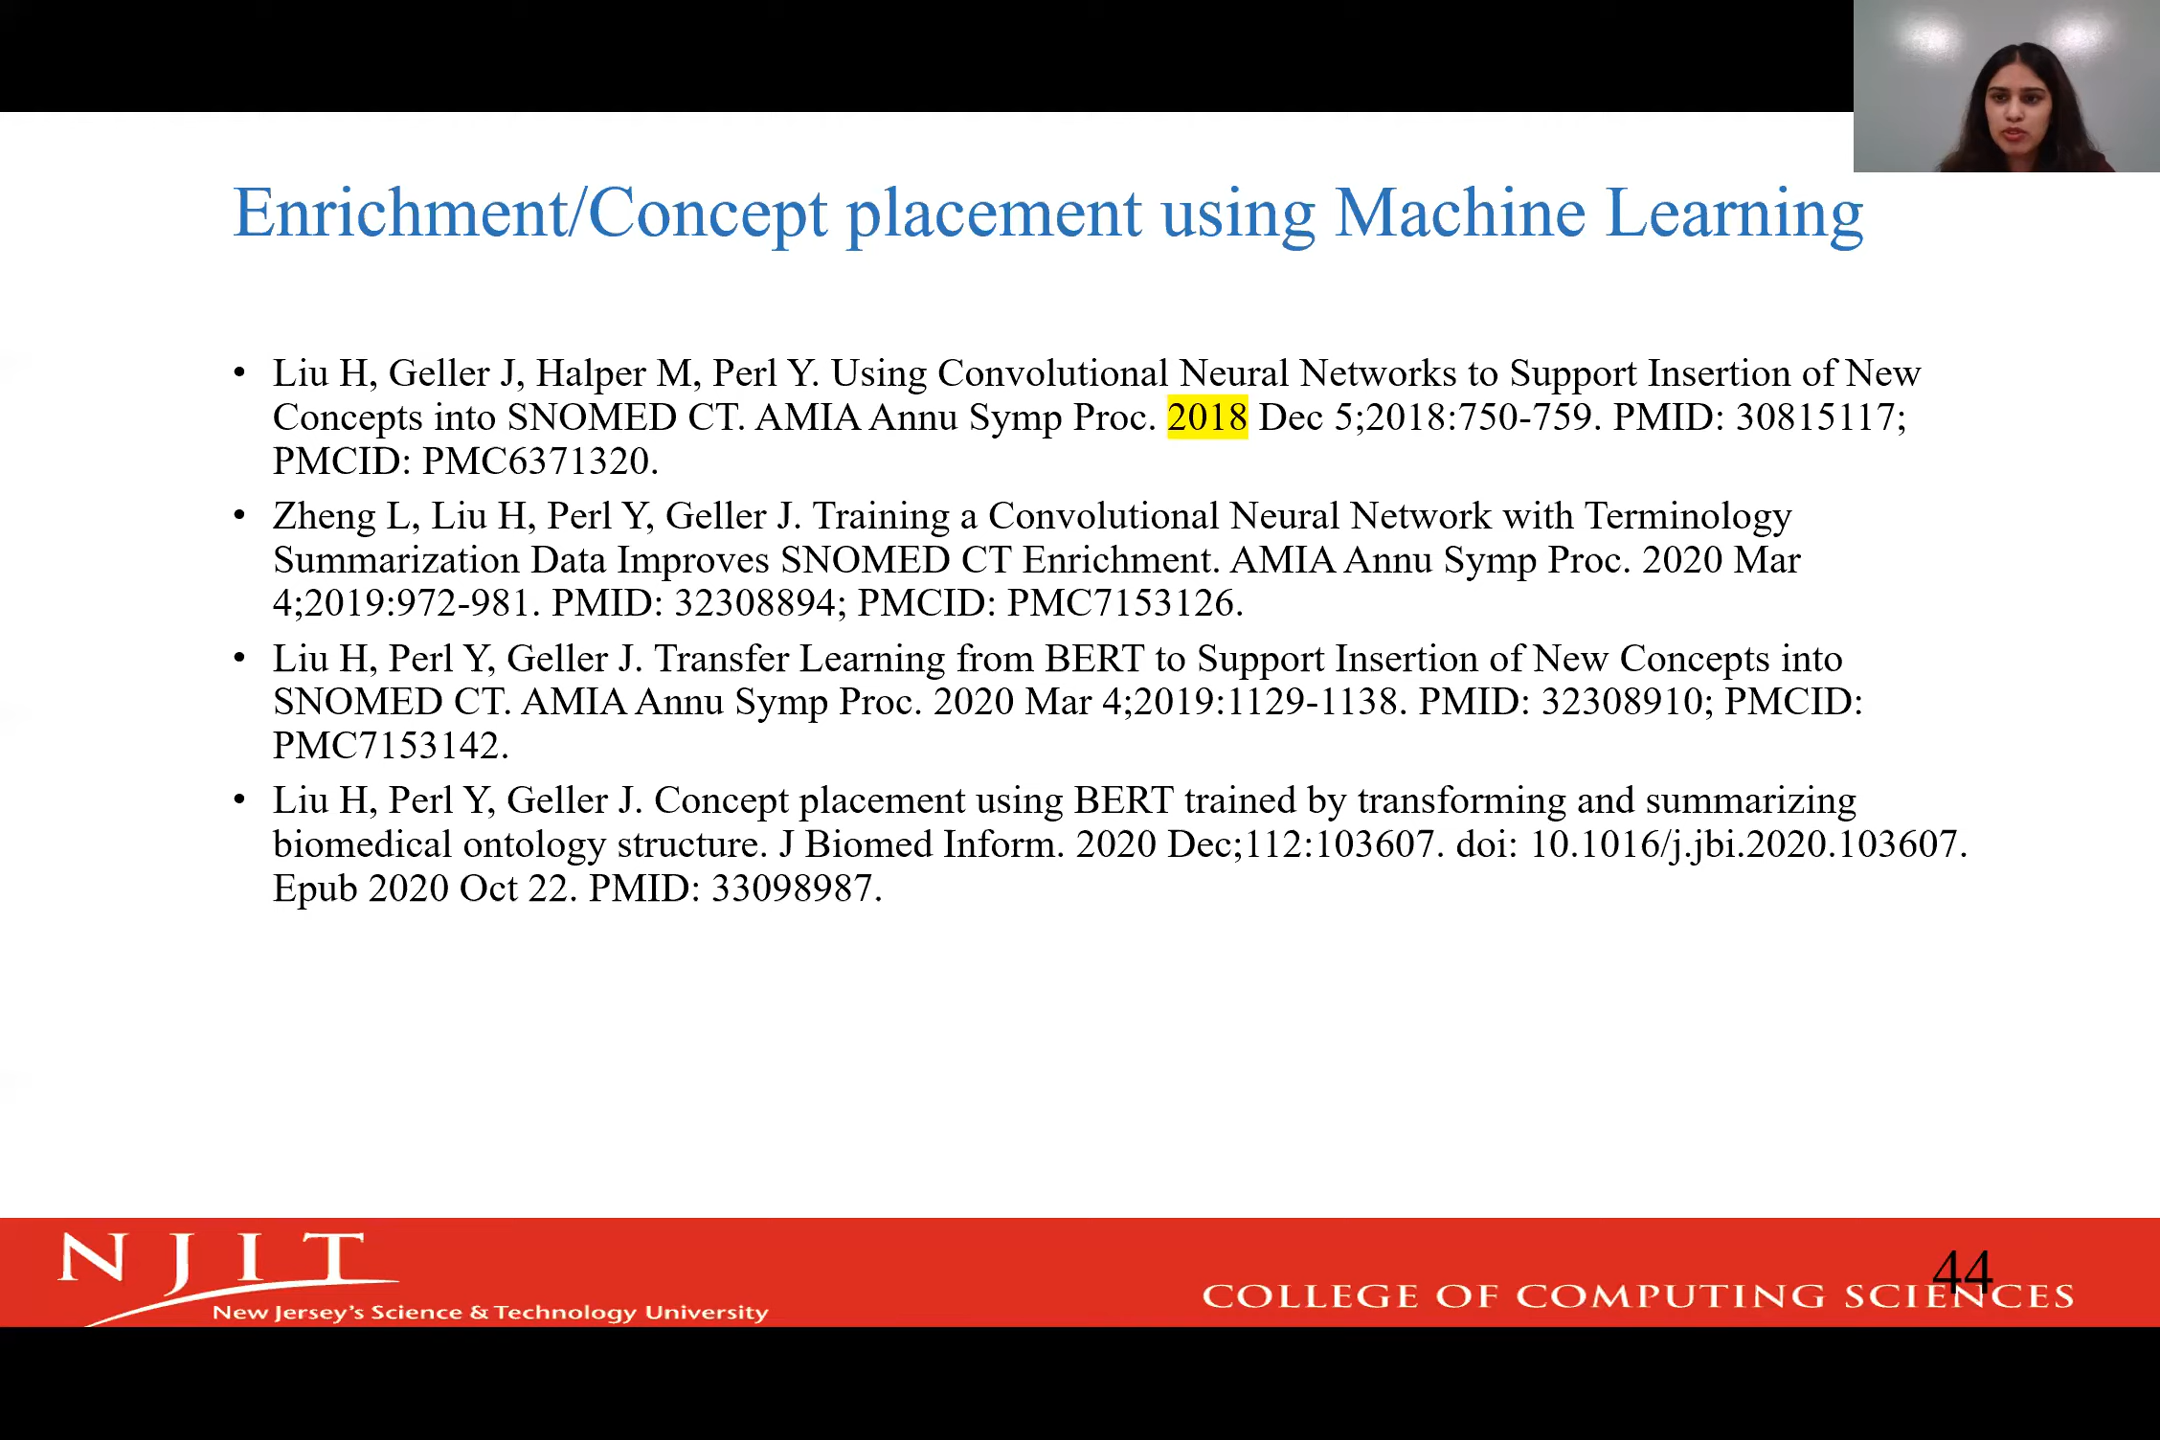 Enrichment/Concept placement using Machine Learning
• Liu H, Geller J, Halper M, Perl Y. Using Convolutional Neural Networks to Support Insertion of New
Concepts into SNOMED CT. AMIA Annu Symp Proc. 2018 Dec 5;2018:750-759. PMID: 30815117;
PMCID: PMC6371320.
• Zheng L, Liu H, Perl Y, Geller J. Training a Convolutional Neural Network with Terminology
Summarization Data Improves SNOMED CT Enrichment. AMIA Annu Symp Proc. 2020 Mar
4;2019:972-981. PMID: 32308894; PMCID: PMC7153126.
• Liu H, Perl Y, Geller J. Transfer Learning from BERT to Support Insertion of New Concepts into
SNOMED CT. AMIA Annu Symp Proc. 2020 Mar 4;2019:1129-1138. PMID: 32308910; PMCID:
PMC7153142.
• Liu H, Perl Y, Geller J. Concept placement using BERT trained by transforming and summarizing
biomedical ontology structure. J Biomed Inform. 2020 Dec;112:103607. doi: 10.1016/j.jbi.2020.103607.
Epub 2020 Oct 22. PMID: 33098987.
NJIT
New Jersey's Science & Technology University
44
COLLEGE OF COMPUTING SCIENCES